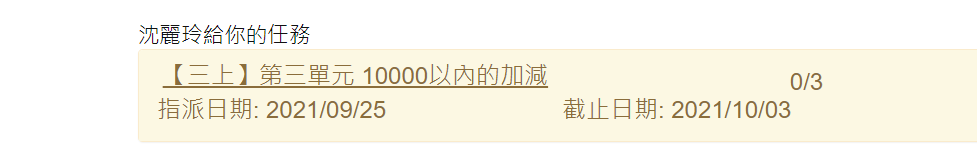 沈麗玲給你的任務
【三上】第三單元 10000以內的加減 0/3
指派日期: 2021/09/25 截止日期: 2021/10/03